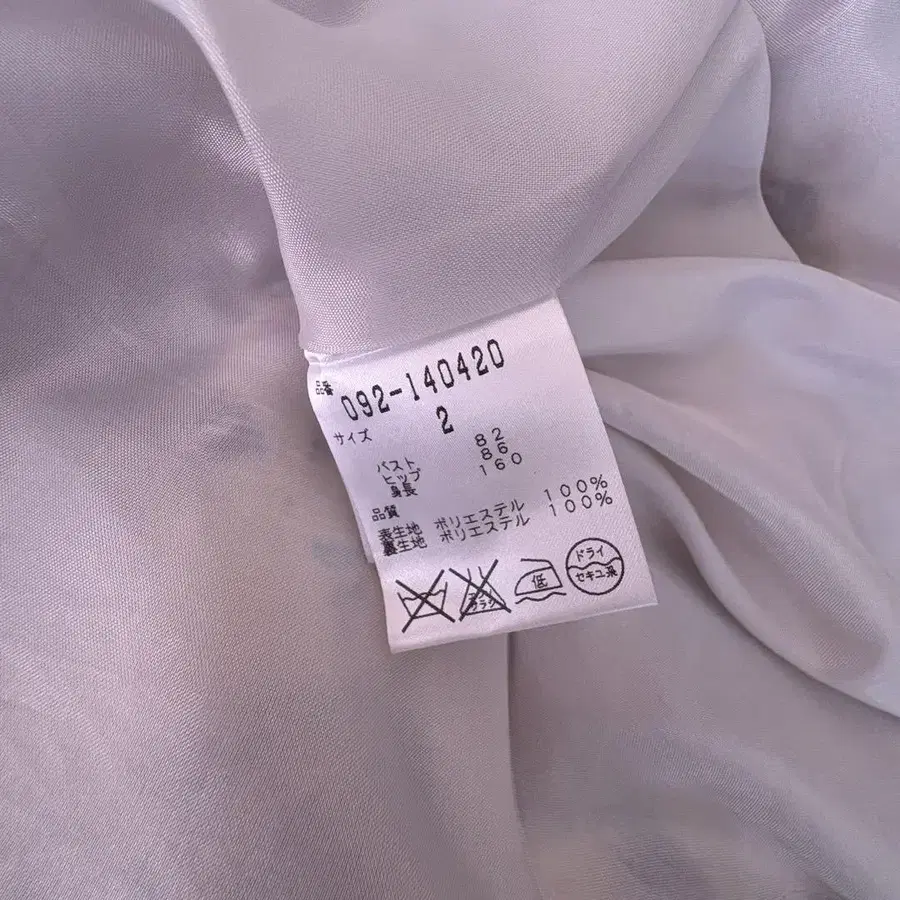 品番 092-140420
サイズ 2
バスト 82
ヒップ 86
身長 160
品質
表生地 ポリエステル 100%
裏生地 ポリエステル 100%
低
ドライ
セキユ系